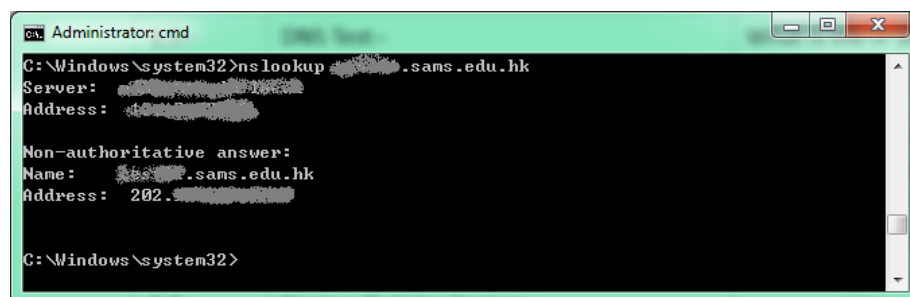 Administrator: cmd
C:\Windows\system32>nslookup .sams.edu.hk
Server:
Address:
Non-authoritative answer:
Name: .sams.edu.hk
Address: 202.
C:\Windows\system32>